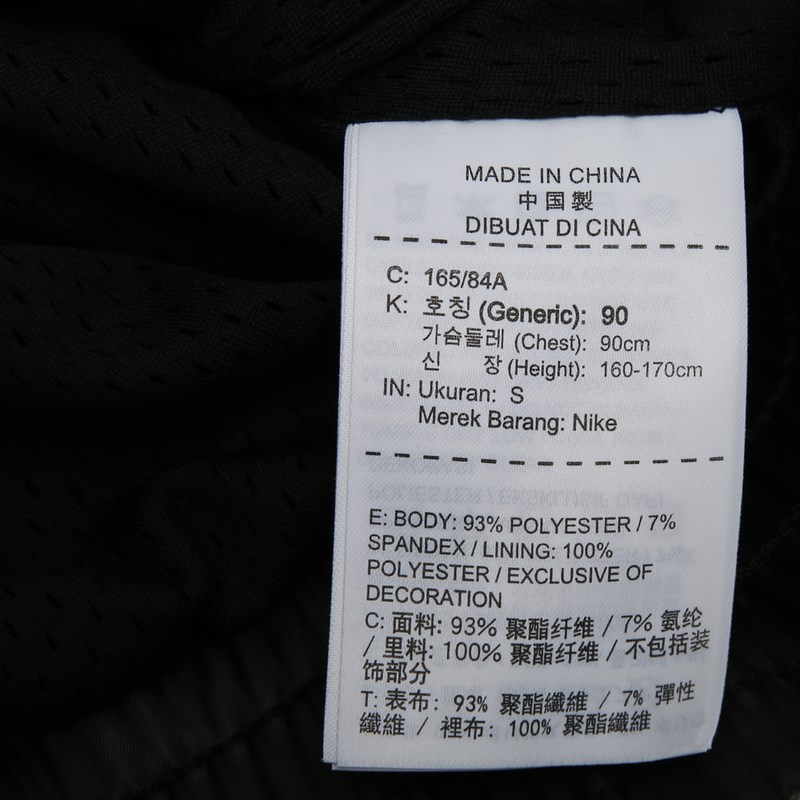 MADE IN CHINA
中国製
DIBUAT DI CINA
C: 165/84A
K: 호칭 (Generic): 90
가슴둘레 (Chest): 90cm
신 장 (Height): 160-170cm
IN: Ukuran: S
Merek Barang: Nike
E: BODY: 93% POLYESTER / 7%
SPANDEX / LINING: 100%
POLYESTER / EXCLUSIVE OF
DECORATION
C: 面料: 93% 聚酯纤维 / 7% 氨纶
/ 里料: 100% 聚酯纤维 / 不包括装
饰部分
T: 表布: 93% 聚酯纖維 / 7% 彈性
纖維 / 裡布: 100% 聚酯纖維